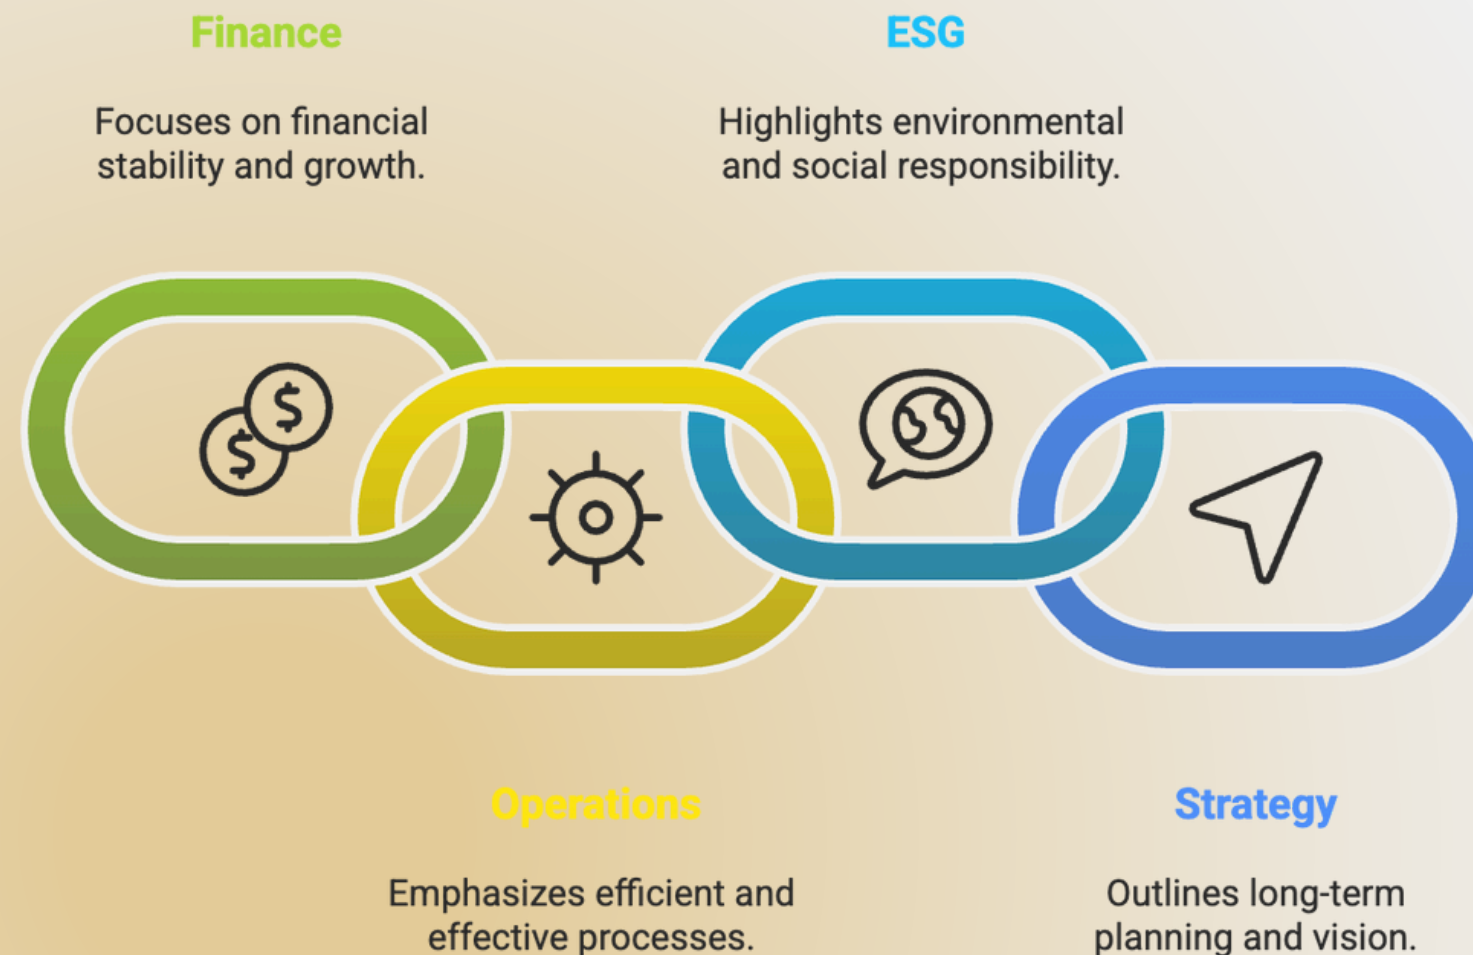 Finance
Focuses on financial
stability and growth.
ESG
Highlights environmental
and social responsibility.
$
$
Operations
Emphasizes efficient and
effective processes.
Strategy
Outlines long-term
planning and vision.